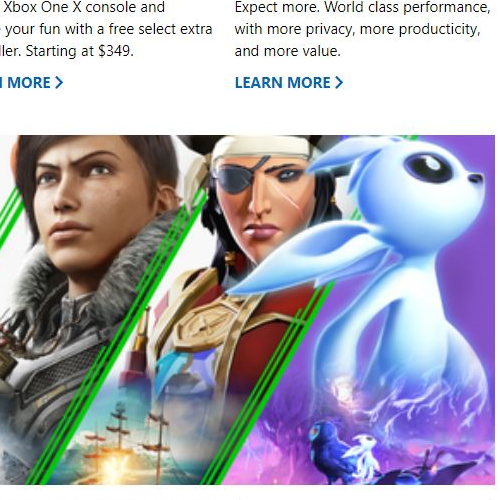 Xbox One X console and
your fun with a free select extra
ller. Starting at $349.
MORE
Expect more. World class performance,
with more privacy, more productivity,
and more value.
LEARN MORE